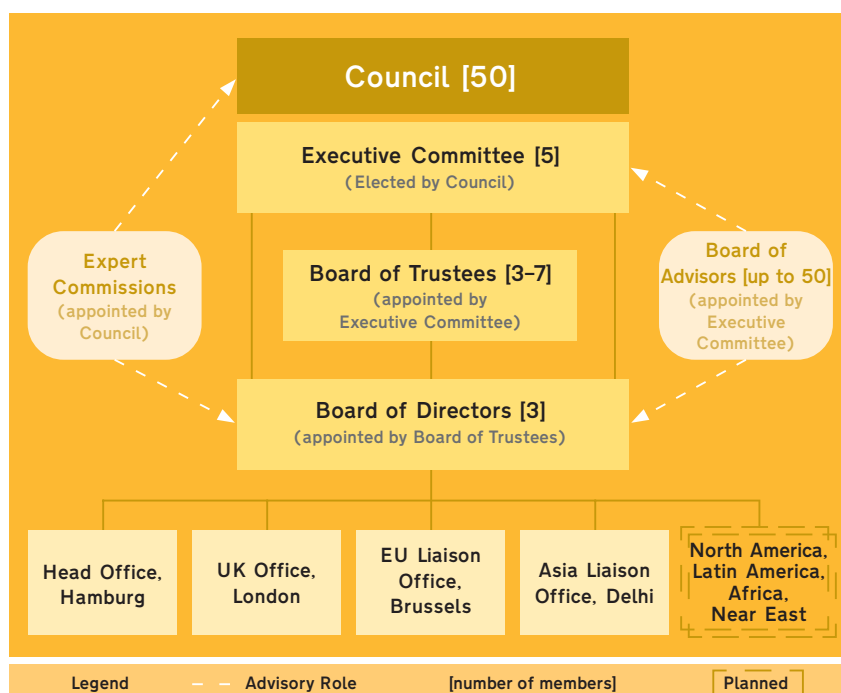 Council [50]
Executive Committee [5]
(Elected by Council)
Expert
Commissions
(appointed by
Council)
Board of Trustees [3–7]
(appointed by
Executive Committee)
Board of
Advisors [up to 50]
(appointed by
Executive
Committee)
Board of Directors [3]
(appointed by Board of Trustees)
Head Office,
Hamburg
UK Office,
London
EU Liaison
Office,
Brussels
Asia Liaison
Office, Delhi
North America,
Latin America,
Africa,
Near East
Legend
Advisory Role
[number of members]
Planned